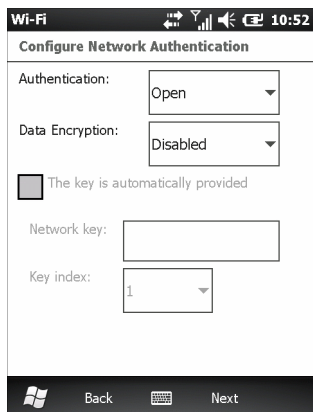 Wi-Fi 10:52
Configure Network Authentication
Authentication:
Open
Data Encryption:
Disabled
The key is automatically provided
Network key:
Key index:
1
Back Next